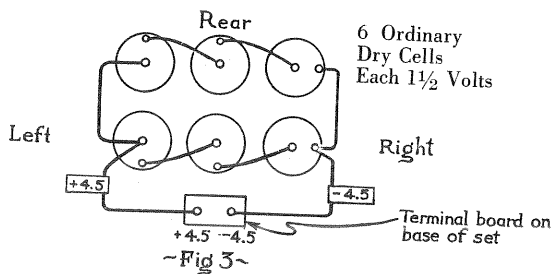 Rear
6 Ordinary
Dry Cells
Each 1½ Volts
Left
Right
+4.5
-4.5
Terminal board on
base of set
+4.5 -4.5
~Fig 3~